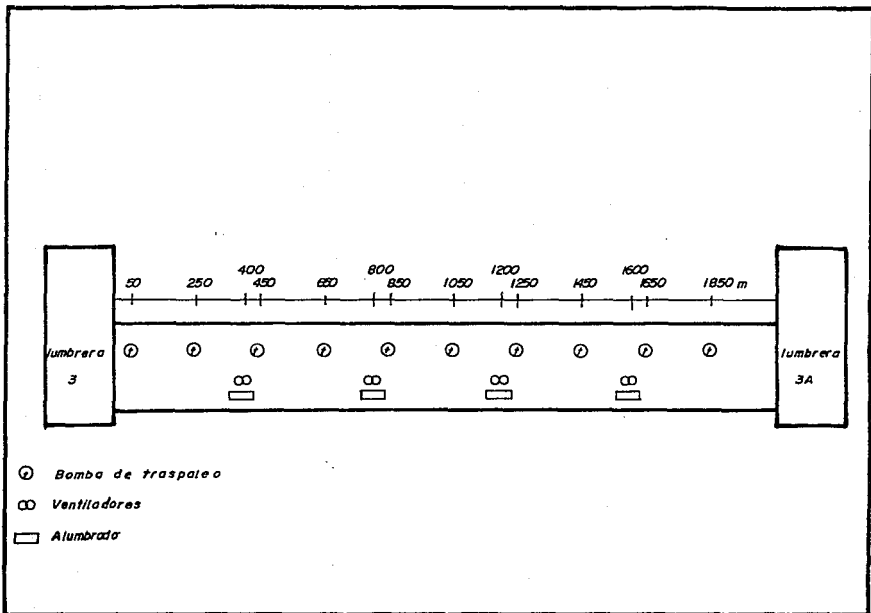 400 800 1200 1600
50 250 450 650 850 1050 1250 1450 1650 1850 m
lumbrera
3
lumbrera
3A
Bomba de traspaleo
Ventiladores
Alumbrado